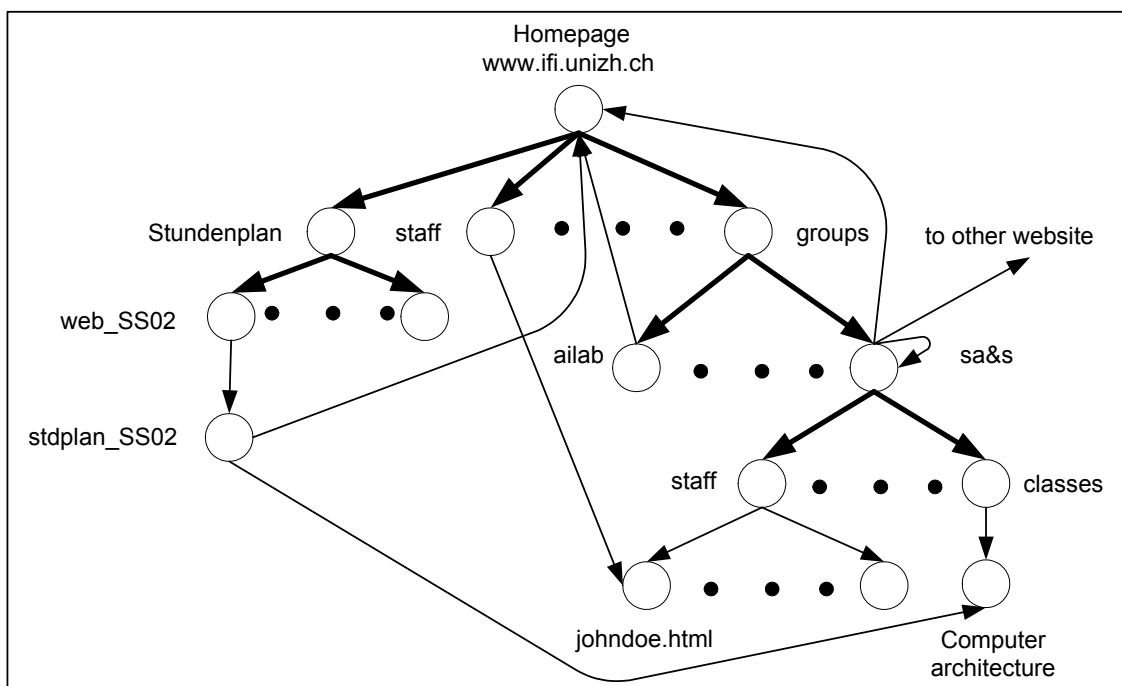 Homepage
www.ifi.unizh.ch
Stundenplan
staff
groups
to other website
web_SS02
ailab
sa&s
stdplan_SS02
staff
classes
johndoe.html
Computer
architecture